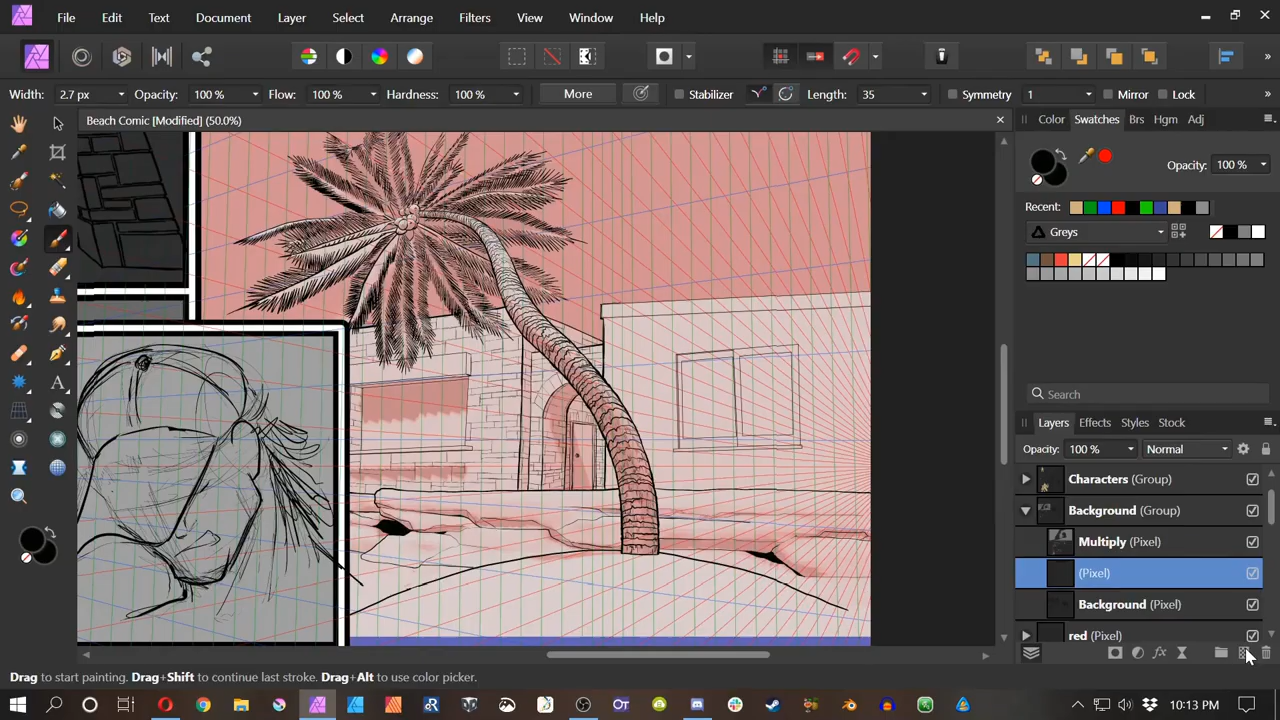 File Edit Text Document Layer Select Arrange Filters View Window Help
Width: 2.7 px Opacity: 100 % Flow: 100 % Hardness: 100 % More Stabilizer Length: 35 Symmetry 1 Mirror Lock
Beach Comic [Modified] (50.0%)
Color Swatches Brs Hgm Adj
Opacity: 100 %
Recent:
Greys
Search
Layers Effects Styles Stock
Opacity: 100 % Normal
Characters (Group)
Background (Group)
Multiply (Pixel)
(Pixel)
Background (Pixel)
red (Pixel)
Drag to start painting. Drag+Shift to continue last stroke. Drag+Alt to use color picker.
10:13 PM